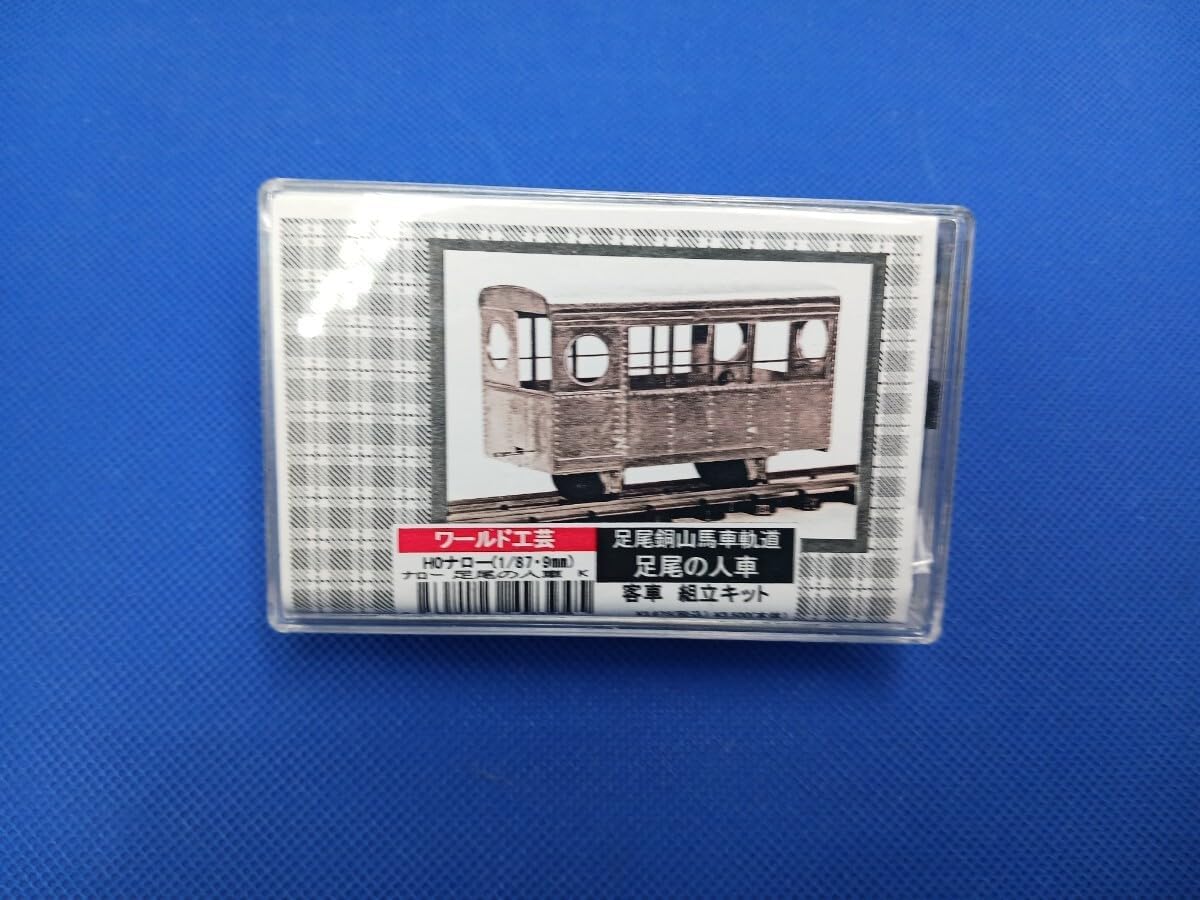 ワールド工芸
HOナロー(1/87・9mm)
ナロー 足尾の人車 K
足尾銅山馬車軌道
足尾の人車
客車 組立キット